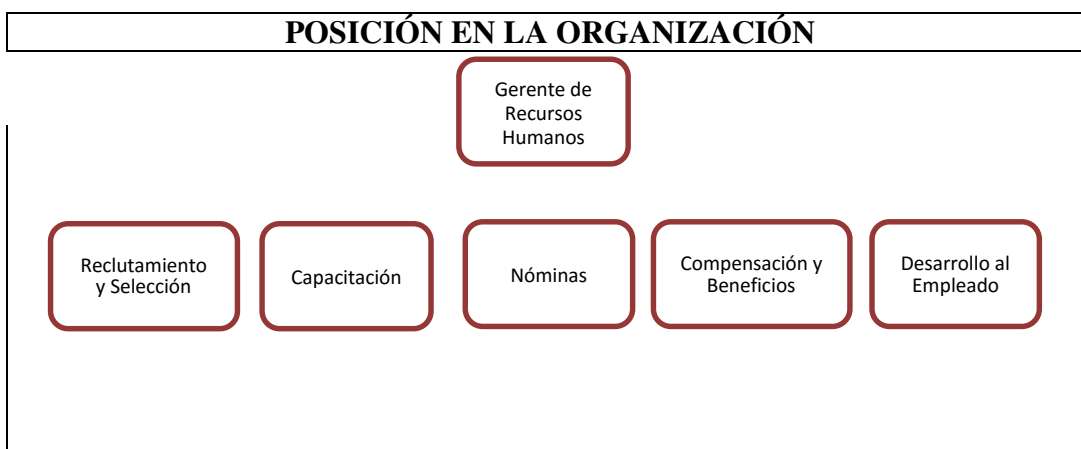 POSICIÓN EN LA ORGANIZACIÓN
Gerente de
Recursos
Humanos
Reclutamiento
y Selección
Capacitación
Nóminas
Compensación y
Beneficios
Desarrollo al
Empleado